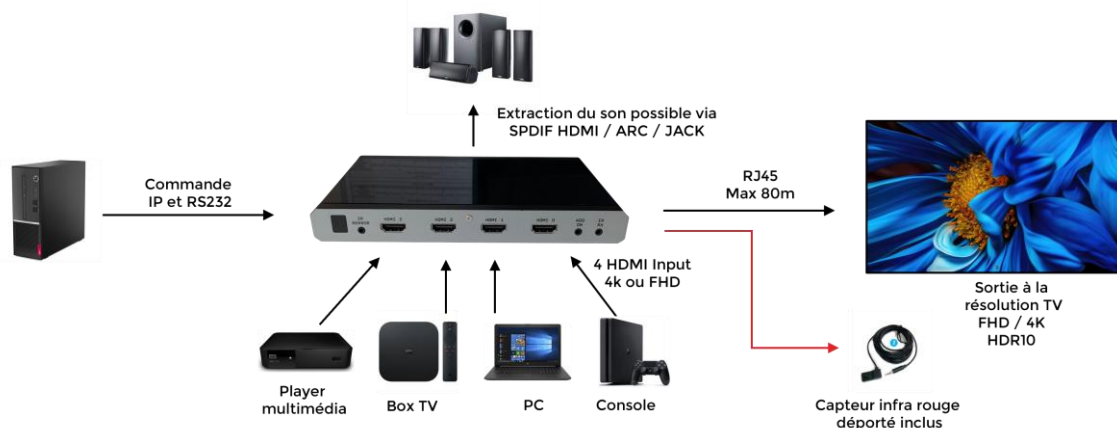 Extraction du son possible via
SPDIF HDMI / ARC / JACK
Commande
IP et RS232
RJ45
Max 80m
4 HDMI Input
4k ou FHD
Sortie à la
résolution TV
FHD / 4K
HDR10
Player
multimédia
Box TV
PC
Console
Capteur infra rouge
déporté inclus